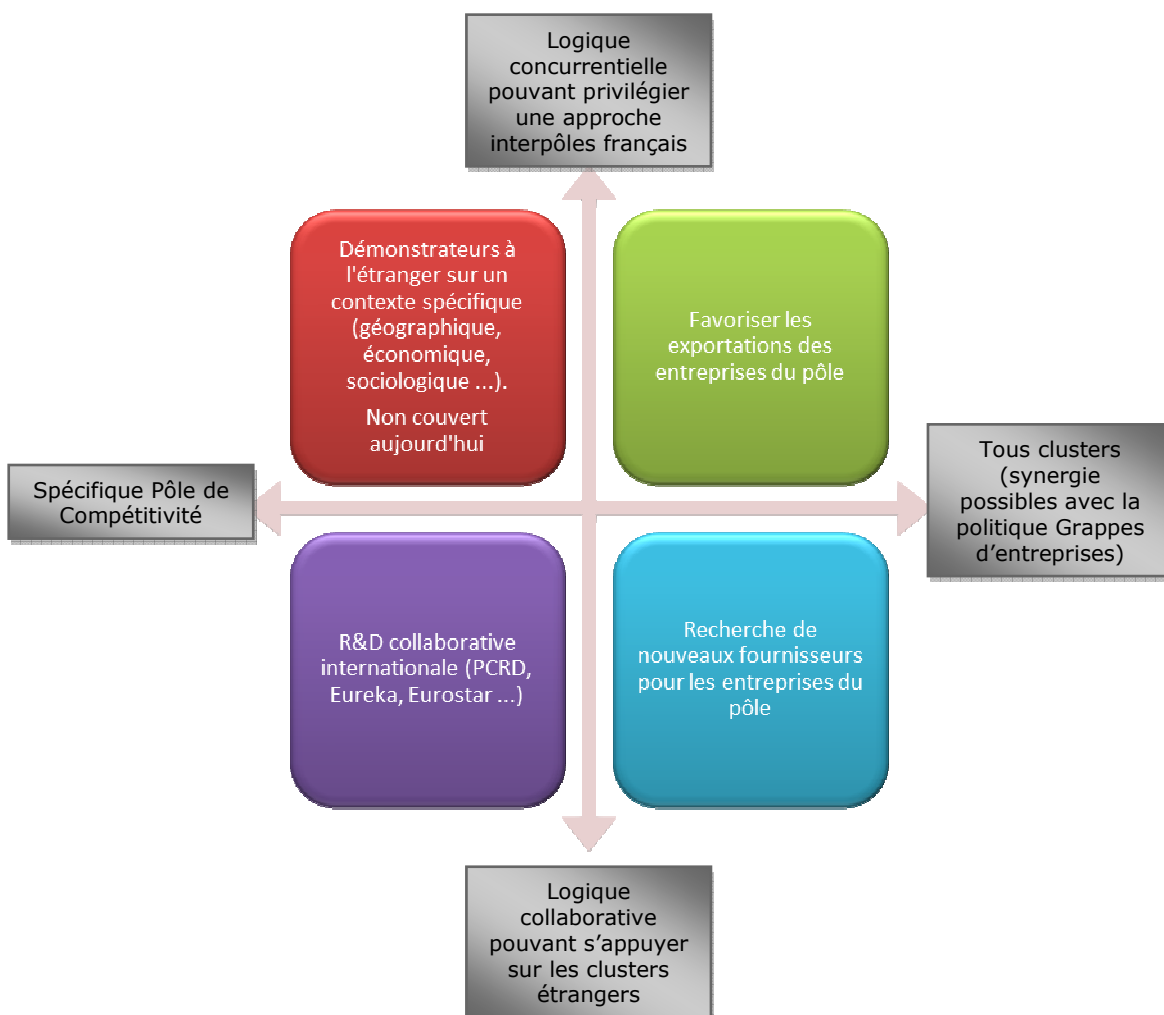 Logique
concurrentielle
pouvant privilégier
une approche
interpôles français
Démonstrateurs à
l'étranger sur un
contexte spécifique
(géographique,
économique,
sociologique ...).
Non couvert
aujourd'hui
Favoriser les
exportations des
entreprises du pôle
Spécifique Pôle de
Compétitivité
Tous clusters
(synergie
possibles avec la
politique Grappes
d’entreprises)
R&D collaborative
internationale (PCRD,
Eureka, Eurostar ...)
Recherche de
nouveaux fournisseurs
pour les entreprises du
pôle
Logique
collaborative
pouvant s’appuyer
sur les clusters
étrangers